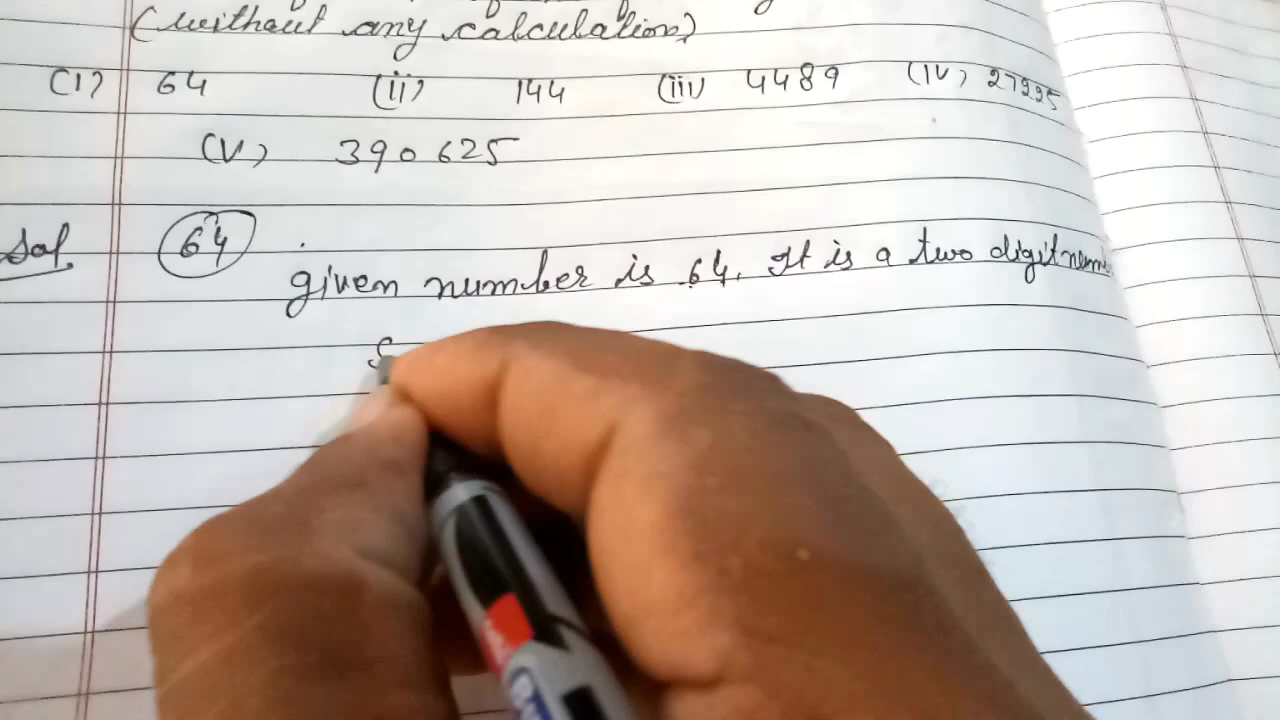 (without any calculation)
(I) 64 (ii) 144 (iii) 4489 (IV) 27225
(V) 390625
Sol. 64 given number is 64. It is a two digit num
S